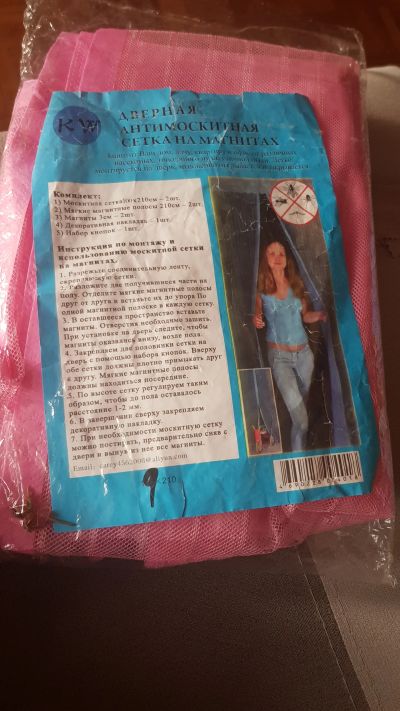 KW
ДВЕРНАЯ
АНТИМОСКИТНАЯ
СЕТКА НА МАГНИТАХ
Комплект:
1) Москитная сетка 210см – 2шт.
2) Мягкие магнитные полосы 210см – 2шт.
3) Магниты 3см – 2шт.
4) Декоративная накладка – 1шт.
5) Набор кнопок – 1шт.
Инструкция по монтажу и
использованию москитной сетки
на магнитах.
1. Разрежьте соединительную ленту,
2. Разложите две получившиеся части на
полу. Отделите мягкие магнитные полосы
друг от друга и вставьте их до упора По
одной магнитной полоске в каждую сетку.
3. В оставшееся пространство вставьте
магниты. Отверстия необходимо зашить.
При установке на дверь следите, чтобы
магниты оказались внизу, возле пола.
4. Закрепляем две половинки сетки на
дверь с помощью набора кнопок. Вверху
обе сетки должны плотно примыкать друг
к другу. Мягкие магнитные полосы
должны находиться посередине.
5. По высоте сетку регулируем таким
образом, чтобы до пола оставалось
расстояние 1-2 мм.
6. В завершении сверху закрепляем
декоративную накладку.
7. При необходимости москитную сетку
можно постирать, предварительно сняв с
двери и вынув из нее все магниты.
Email: carey4562008@aliyun.com
9
210